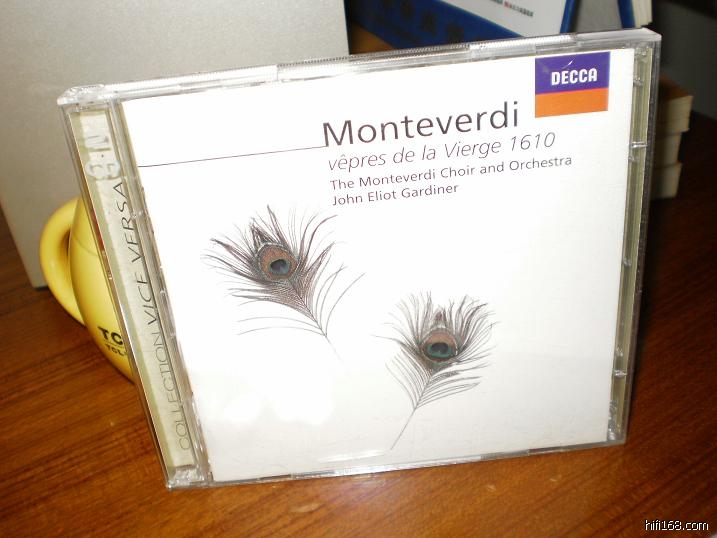 DECCA
Monteverdi
vêpres de la Vierge 1610
The Monteverdi Choir and Orchestra
John Eliot Gardiner
COLLECTION VICE VERSA
hifi168.com